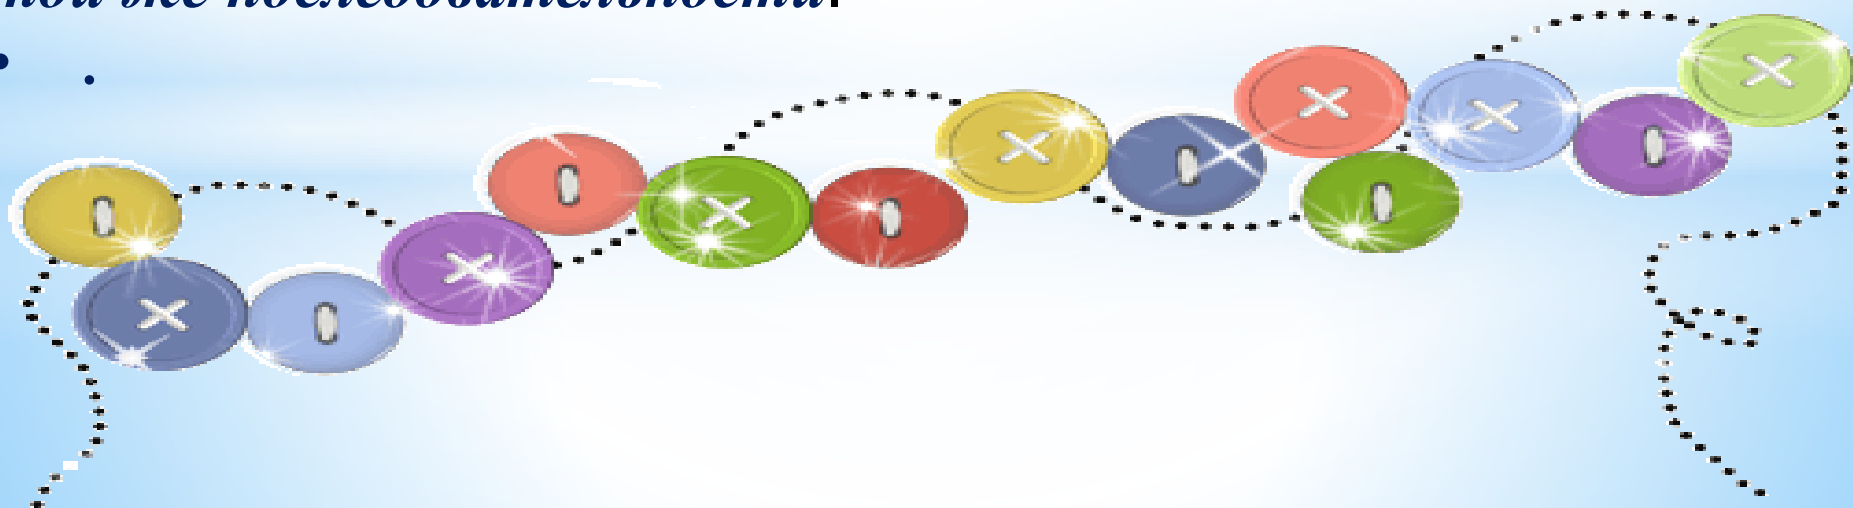 же последовательности.